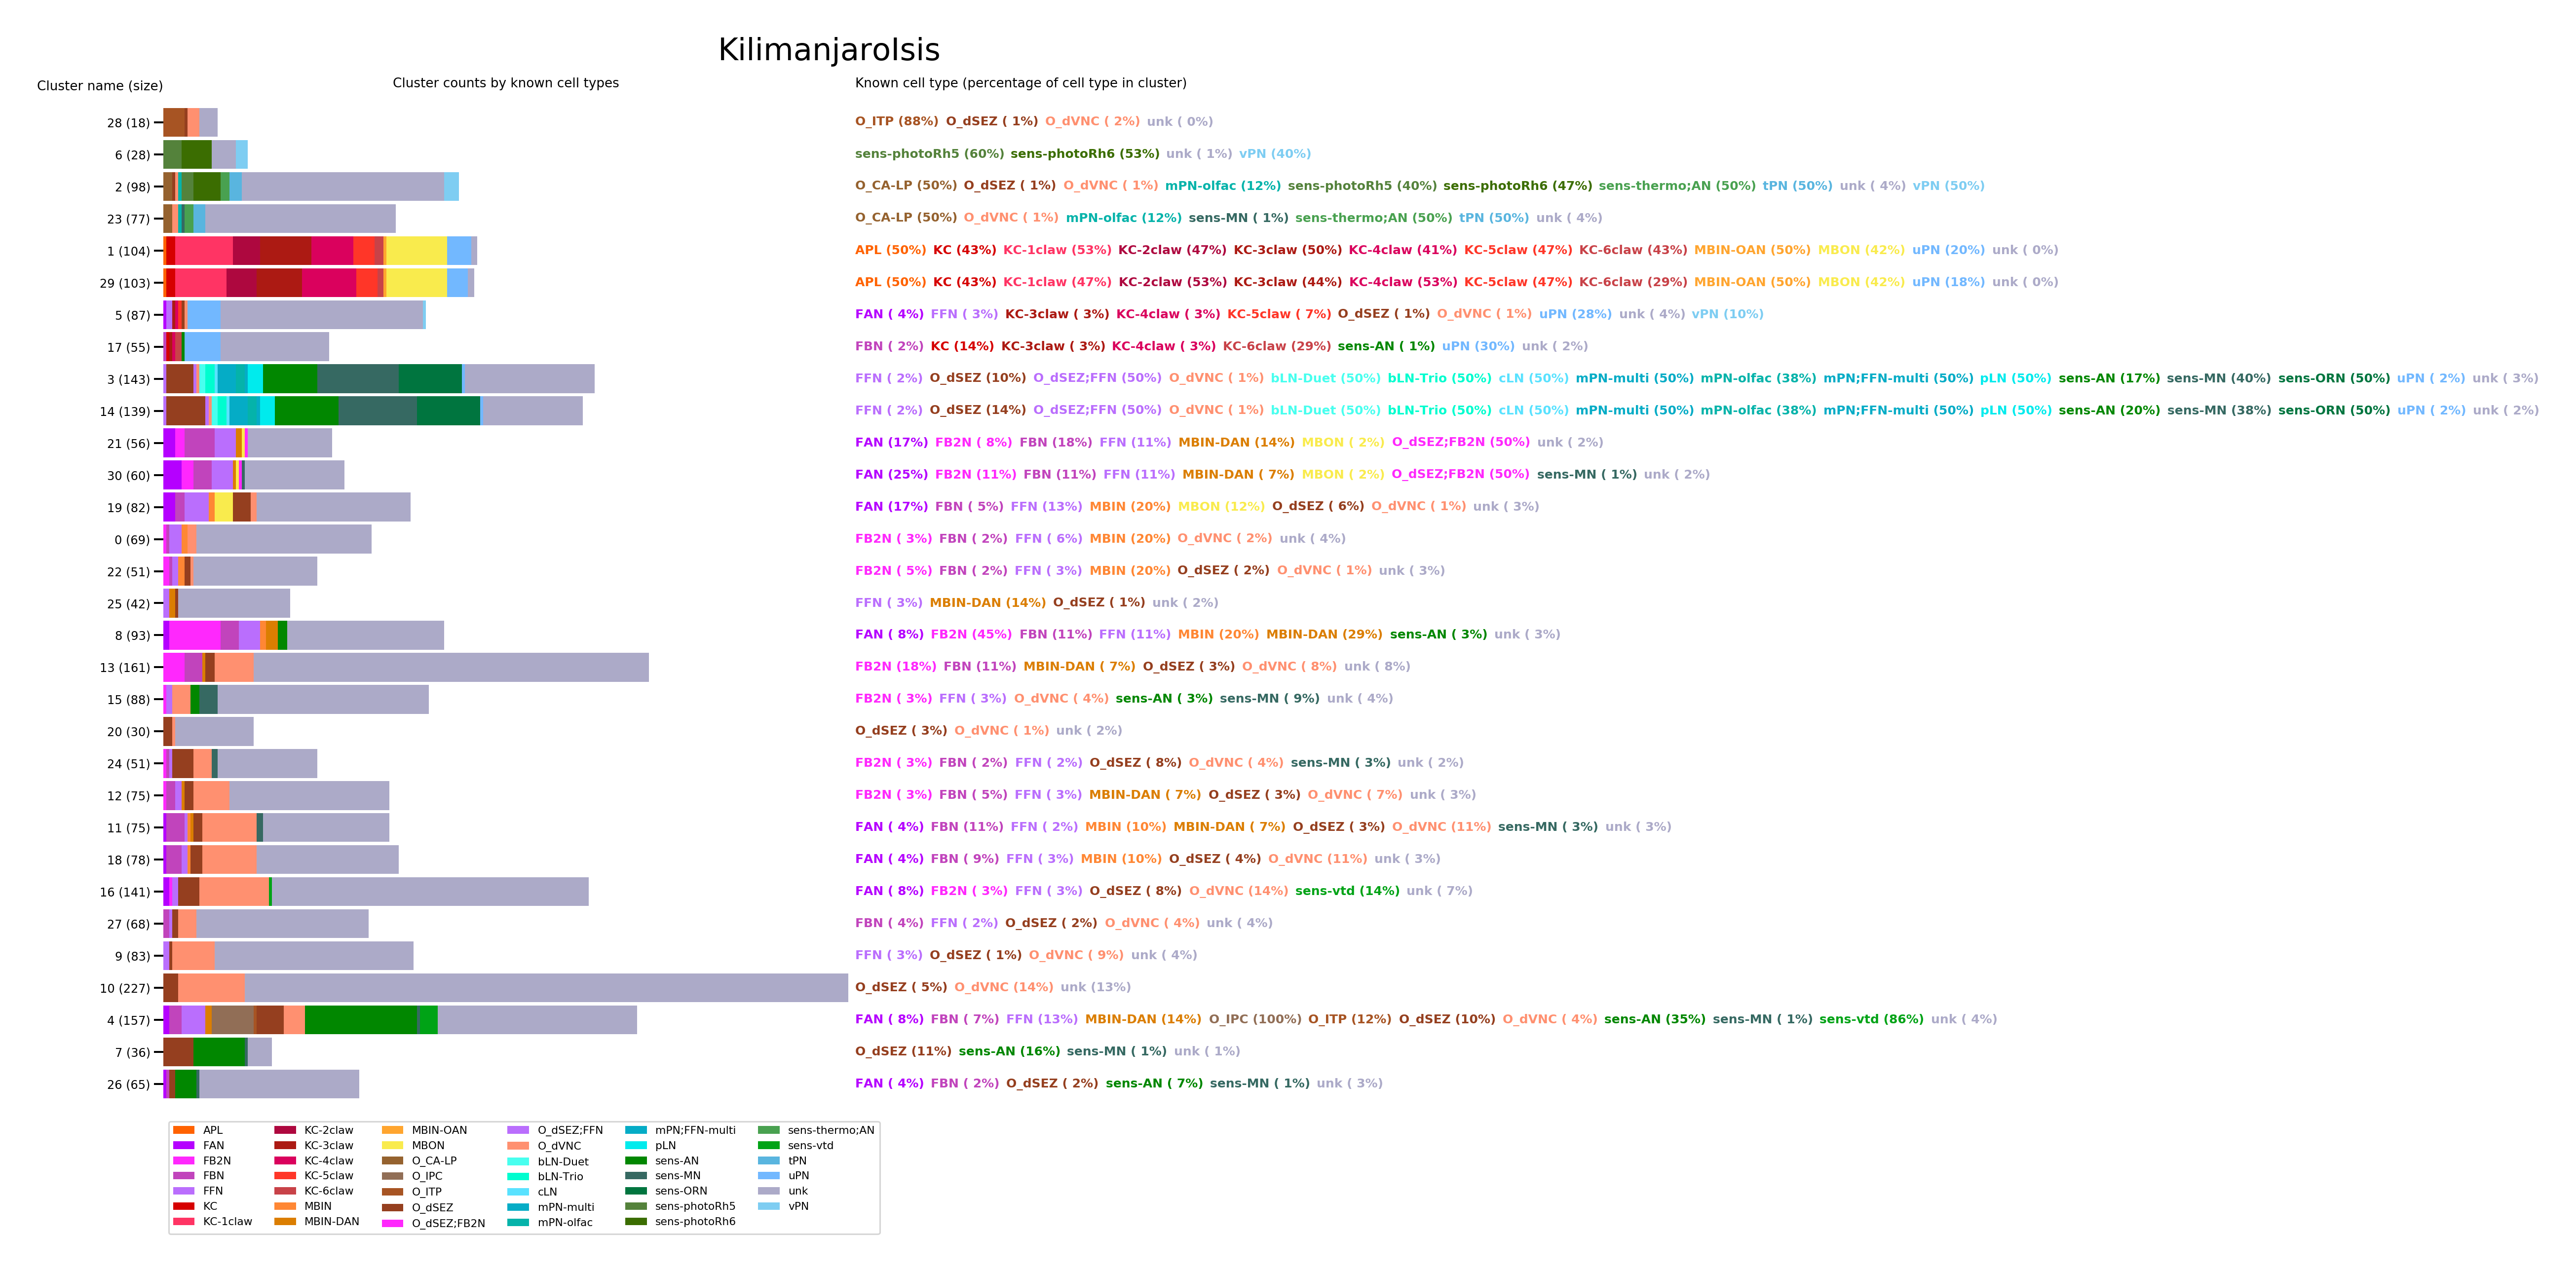 KilimanjaroIsis
Cluster name (size) Cluster counts by known cell types Known cell type (percentage of cell type in cluster)
28 (18) O_ITP (88%) O_dSEZ ( 1%) O_dVNC ( 2%) unk ( 0%)
6 (28) sens-photoRh5 (60%) sens-photoRh6 (53%) unk ( 1%) vPN (40%)
2 (98) O_CA-LP (50%) O_dSEZ ( 1%) O_dVNC ( 1%) mPN-olfac (12%) sens-photoRh5 (40%) sens-photoRh6 (47%) sens-thermo;AN (50%) tPN (50%) unk ( 4%) vPN (50%)
23 (77) O_CA-LP (50%) O_dVNC ( 1%) mPN-olfac (12%) sens-MN ( 1%) sens-thermo;AN (50%) tPN (50%) unk ( 4%)
1 (104) APL (50%) KC (43%) KC-1claw (53%) KC-2claw (47%) KC-3claw (50%) KC-4claw (41%) KC-5claw (47%) KC-6claw (43%) MBIN-OAN (50%) MBON (42%) uPN (20%) unk ( 0%)
29 (103) APL (50%) KC (43%) KC-1claw (47%) KC-2claw (53%) KC-3claw (44%) KC-4claw (53%) KC-5claw (47%) KC-6claw (29%) MBIN-OAN (50%) MBON (42%) uPN (18%) unk ( 0%)
5 (87) FAN ( 4%) FFN ( 3%) KC-3claw ( 3%) KC-4claw ( 3%) KC-5claw ( 7%) O_dSEZ ( 1%) O_dVNC ( 1%) uPN (28%) unk ( 4%) vPN (10%)
17 (55) FBN ( 2%) KC (14%) KC-3claw ( 3%) KC-4claw ( 3%) KC-6claw (29%) sens-AN ( 1%) uPN (30%) unk ( 2%)
3 (143) FFN ( 2%) O_dSEZ (10%) O_dSEZ;FFN (50%) O_dVNC ( 1%) bLN-Duet (50%) bLN-Trio (50%) cLN (50%) mPN-multi (50%) mPN-olfac (38%) mPN;FFN-multi (50%) pLN (50%) sens-AN (17%) sens-MN (40%) sens-ORN (50%) uPN ( 2%) unk ( 3%)
14 (139) FFN ( 2%) O_dSEZ (14%) O_dSEZ;FFN (50%) O_dVNC ( 1%) bLN-Duet (50%) bLN-Trio (50%) cLN (50%) mPN-multi (50%) mPN-olfac (38%) mPN;FFN-multi (50%) pLN (50%) sens-AN (20%) sens-MN (38%) sens-ORN (50%) uPN ( 2%) unk ( 2%)
21 (56) FAN (17%) FB2N ( 8%) FBN (18%) FFN (11%) MBIN-DAN (14%) MBON ( 2%) O_dSEZ;FB2N (50%) unk ( 2%)
30 (60) FAN (25%) FB2N (11%) FBN (11%) FFN (11%) MBIN-DAN ( 7%) MBON ( 2%) O_dSEZ;FB2N (50%) sens-MN ( 1%) unk ( 2%)
19 (82) FAN (17%) FBN ( 5%) FFN (13%) MBIN (20%) MBON (12%) O_dSEZ ( 6%) O_dVNC ( 1%) unk ( 3%)
0 (69) FB2N ( 3%) FBN ( 2%) FFN ( 6%) MBIN (20%) O_dVNC ( 2%) unk ( 4%)
22 (51) FB2N ( 5%) FBN ( 2%) FFN ( 3%) MBIN (20%) O_dSEZ ( 2%) O_dVNC ( 1%) unk ( 3%)
25 (42) FFN ( 3%) MBIN-DAN (14%) O_dSEZ ( 1%) unk ( 2%)
8 (93) FAN ( 8%) FB2N (45%) FBN (11%) FFN (11%) MBIN (20%) MBIN-DAN (29%) sens-AN ( 3%) unk ( 3%)
13 (161) FB2N (18%) FBN (11%) MBIN-DAN ( 7%) O_dSEZ ( 3%) O_dVNC ( 8%) unk ( 8%)
15 (88) FB2N ( 3%) FFN ( 3%) O_dVNC ( 4%) sens-AN ( 3%) sens-MN ( 9%) unk ( 4%)
20 (30) O_dSEZ ( 3%) O_dVNC ( 1%) unk ( 2%)
24 (51) FB2N ( 3%) FBN ( 2%) FFN ( 2%) O_dSEZ ( 8%) O_dVNC ( 4%) sens-MN ( 3%) unk ( 2%)
12 (75) FB2N ( 3%) FBN ( 5%) FFN ( 3%) MBIN-DAN ( 7%) O_dSEZ ( 3%) O_dVNC ( 7%) unk ( 3%)
11 (75) FAN ( 4%) FBN (11%) FFN ( 2%) MBIN (10%) MBIN-DAN ( 7%) O_dSEZ ( 3%) O_dVNC (11%) sens-MN ( 3%) unk ( 3%)
18 (78) FAN ( 4%) FBN ( 9%) FFN ( 3%) MBIN (10%) O_dSEZ ( 4%) O_dVNC (11%) unk ( 3%)
16 (141) FAN ( 8%) FB2N ( 3%) FFN ( 3%) O_dSEZ ( 8%) O_dVNC (14%) sens-vtd (14%) unk ( 7%)
27 (68) FBN ( 4%) FFN ( 2%) O_dSEZ ( 2%) O_dVNC ( 4%) unk ( 4%)
9 (83) FFN ( 3%) O_dSEZ ( 1%) O_dVNC ( 9%) unk ( 4%)
10 (227) O_dSEZ ( 5%) O_dVNC (14%) unk (13%)
4 (157) FAN ( 8%) FBN ( 7%) FFN (13%) MBIN-DAN (14%) O_IPC (100%) O_ITP (12%) O_dSEZ (10%) O_dVNC ( 4%) sens-AN (35%) sens-MN ( 1%) sens-vtd (86%) unk ( 4%)
7 (36) O_dSEZ (11%) sens-AN (16%) sens-MN ( 1%) unk ( 1%)
26 (65) FAN ( 4%) FBN ( 2%) O_dSEZ ( 2%) sens-AN ( 7%) sens-MN ( 1%) unk ( 3%)
APL KC-2claw MBIN-OAN O_dSEZ;FFN mPN;FFN-multi sens-thermo;AN
FAN KC-3claw MBON O_dVNC pLN sens-vtd
FB2N KC-4claw O_CA-LP bLN-Duet sens-AN tPN
FBN KC-5claw O_IPC bLN-Trio sens-MN uPN
FFN KC-6claw O_ITP cLN sens-ORN unk
KC MBIN O_dSEZ mPN-multi sens-photoRh5 vPN
KC-1claw MBIN-DAN O_dSEZ;FB2N mPN-olfac sens-photoRh6